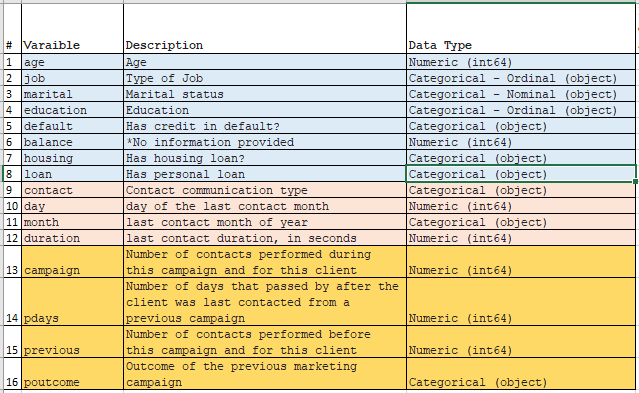 # Varaible Description Data Type
1 age Age Numeric (int64)
2 job Type of Job Categorical - Ordinal (object)
3 marital Marital status Categorical - Nominal (object)
4 education Education Categorical - Ordinal (object)
5 default Has credit in default? Categorical (object)
6 balance *No information provided Numeric (int64)
7 housing Has housing loan? Categorical (object)
8 loan Has personal loan Categorical (object)
9 contact Contact communication type Categorical (object)
10 day day of the last contact month Numeric (int64)
11 month last contact month of year Categorical (object)
12 duration last contact duration, in seconds Numeric (int64)
Number of contacts performed during
13 campaign this campaign and for this client Numeric (int64)
Number of days that passed by after the
client was last contacted from a
14 pdays previous campaign Numeric (int64)
Number of contacts performed before
15 previous this campaign and for this client Numeric (int64)
Outcome of the previous marketing
16 poutcome campaign Categorical (object)